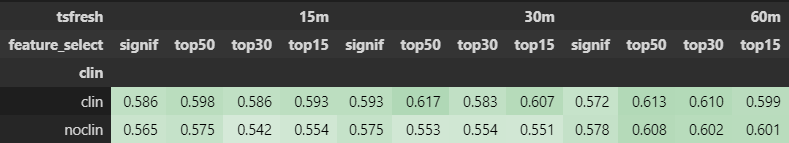 tsfresh 15m 30m 60m
feature_select signif top50 top30 top15 signif top50 top30 top15 signif top50 top30 top15
clin
clin 0.586 0.598 0.586 0.593 0.593 0.617 0.583 0.607 0.572 0.613 0.610 0.599
noclin 0.565 0.575 0.542 0.554 0.575 0.553 0.554 0.551 0.578 0.608 0.602 0.601